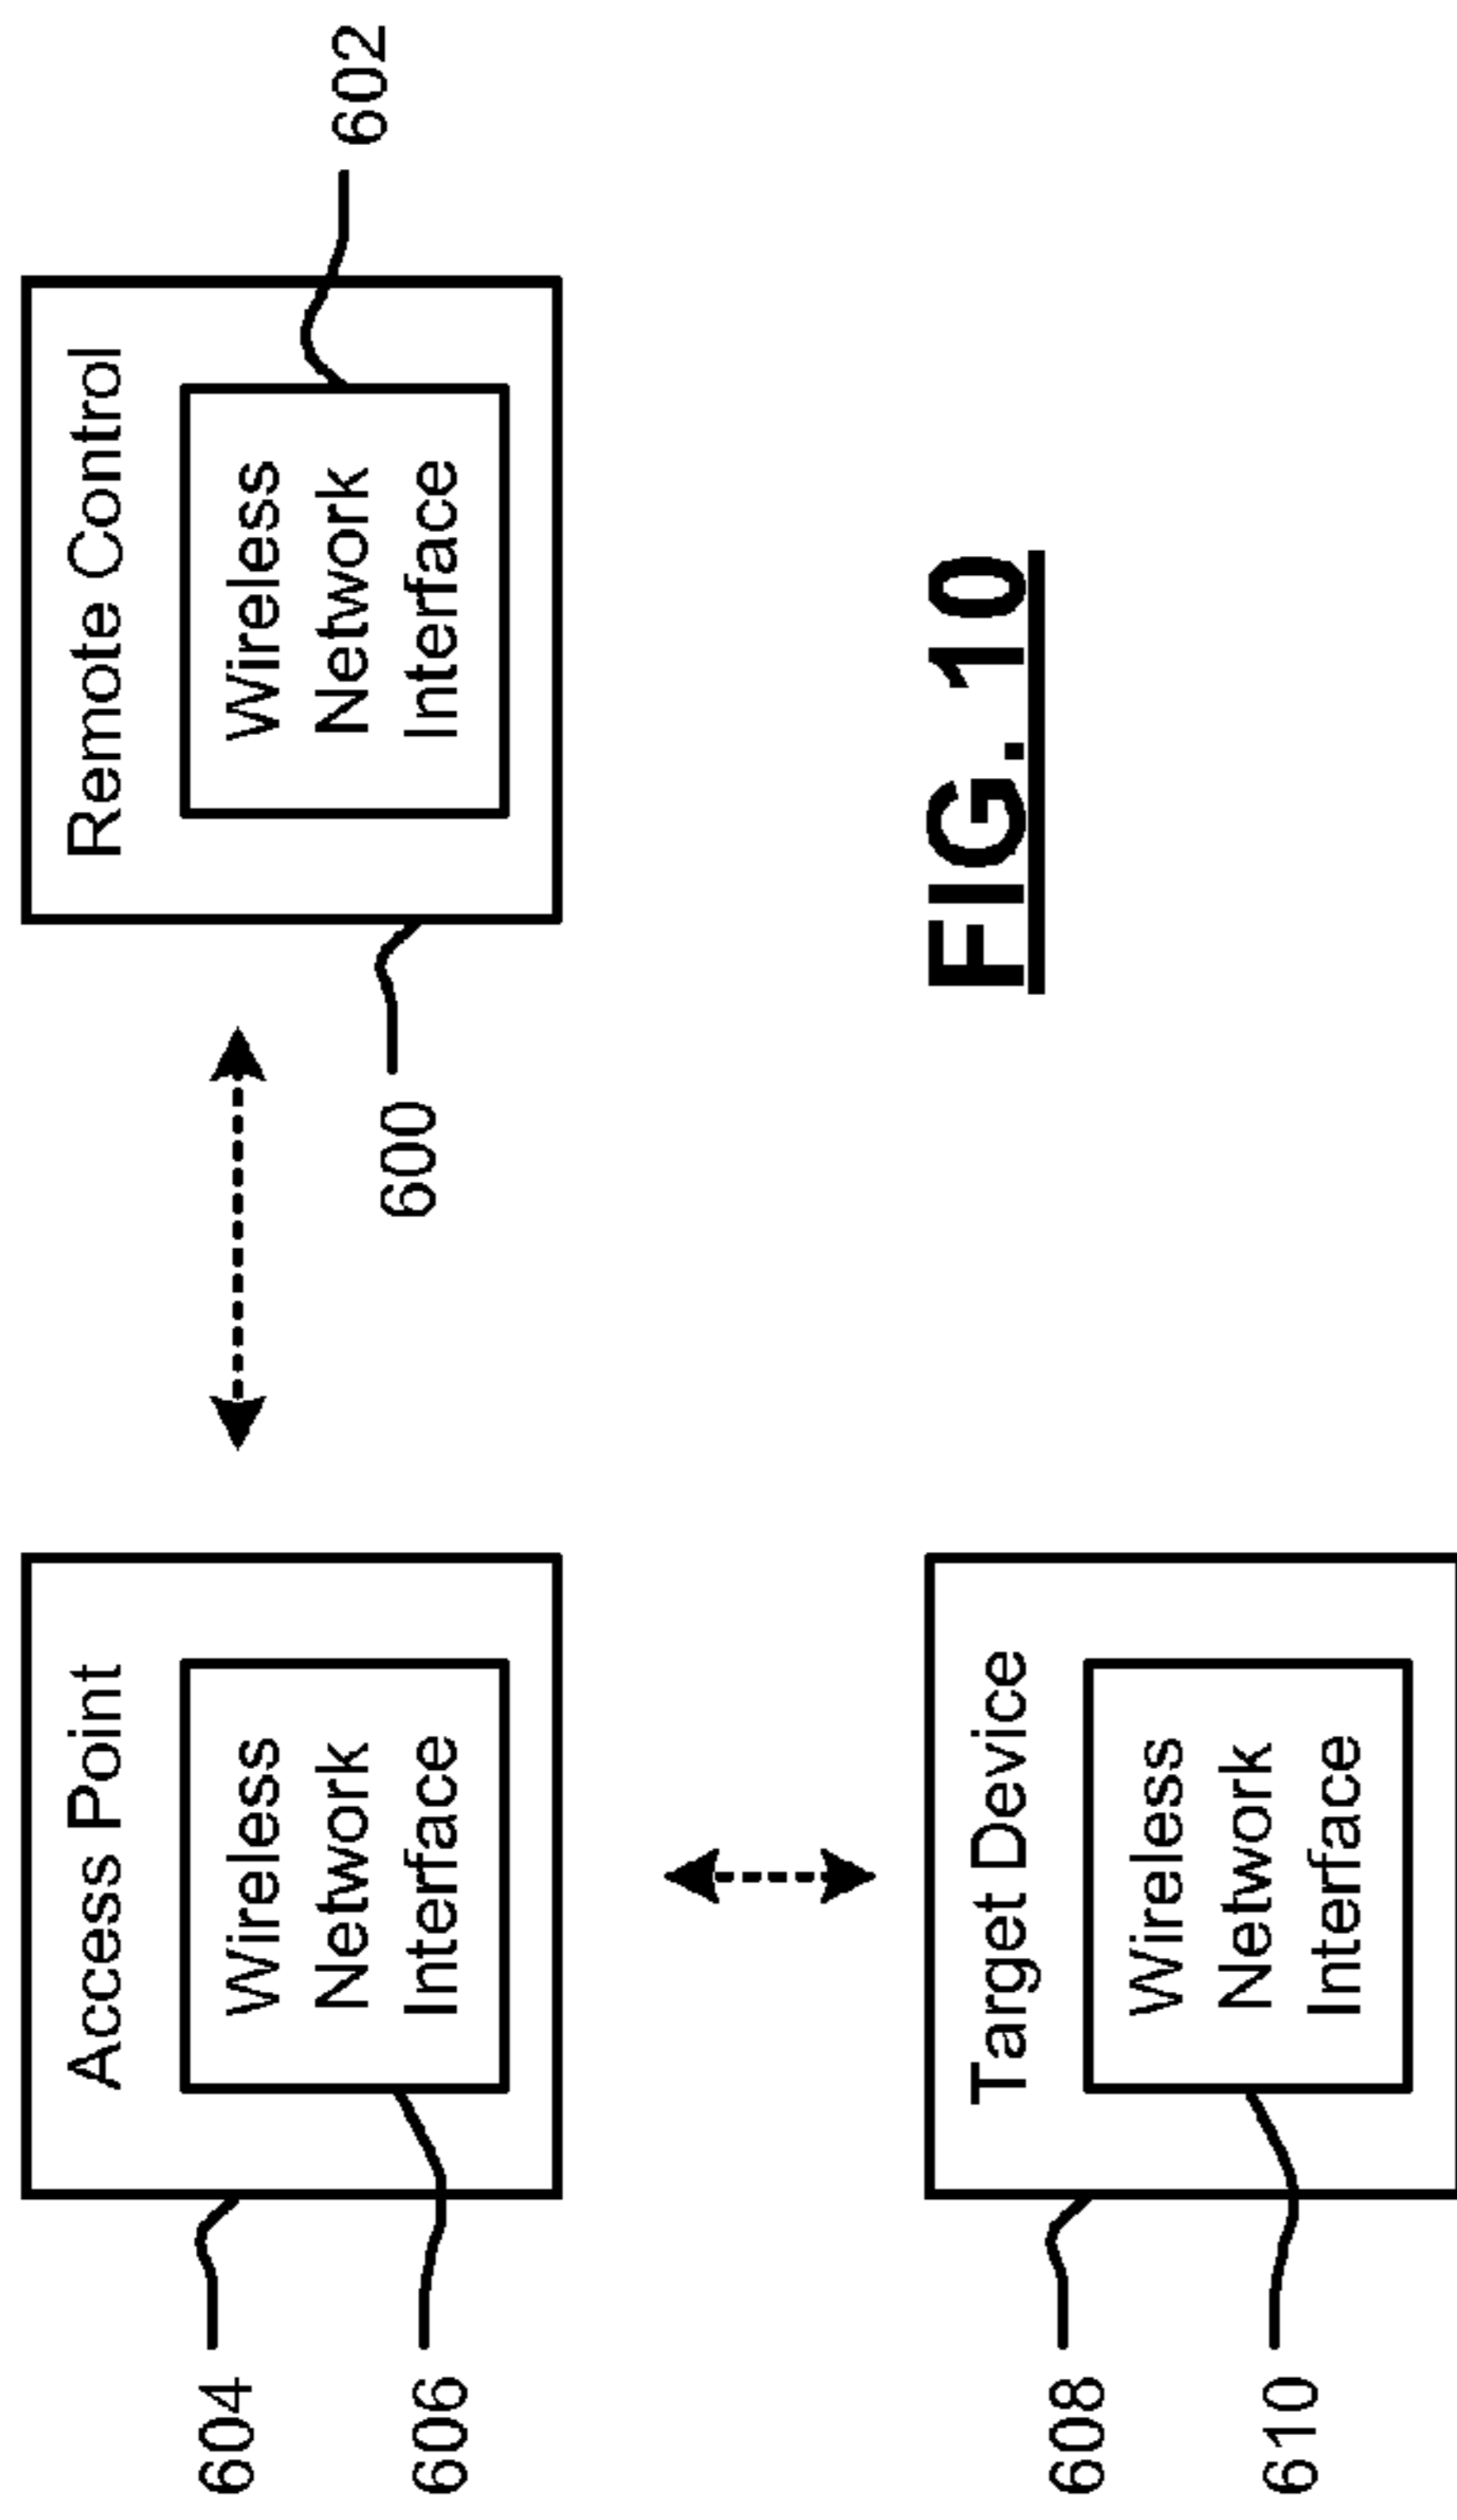 604
Access Point
606
Wireless
Network
Interface
600
Remote Control
Wireless
Network
Interface
602
608
Target Device
610
Wireless
Network
Interface
FIG. 10